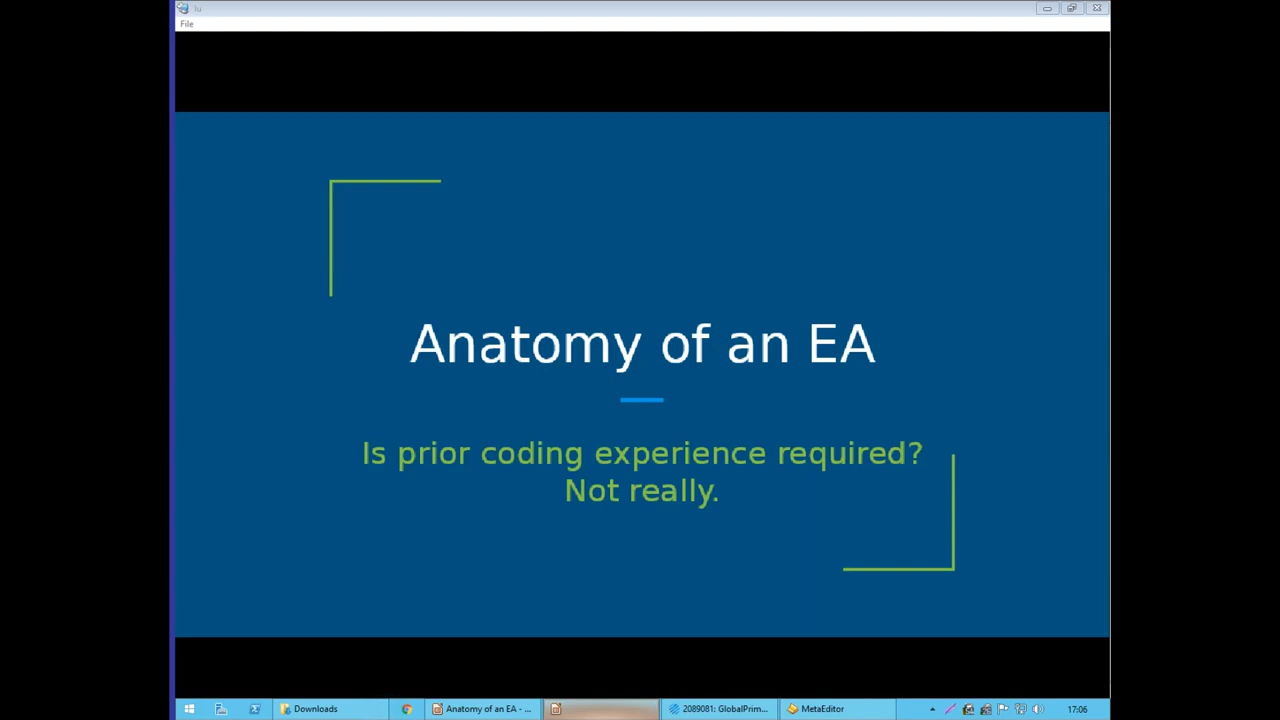 File
Anatomy of an EA
Is prior coding experience required?
Not really.
Downloads
Anatomy of an EA - ...
2089081: GlobalPrim...
MetaEditor
17:06